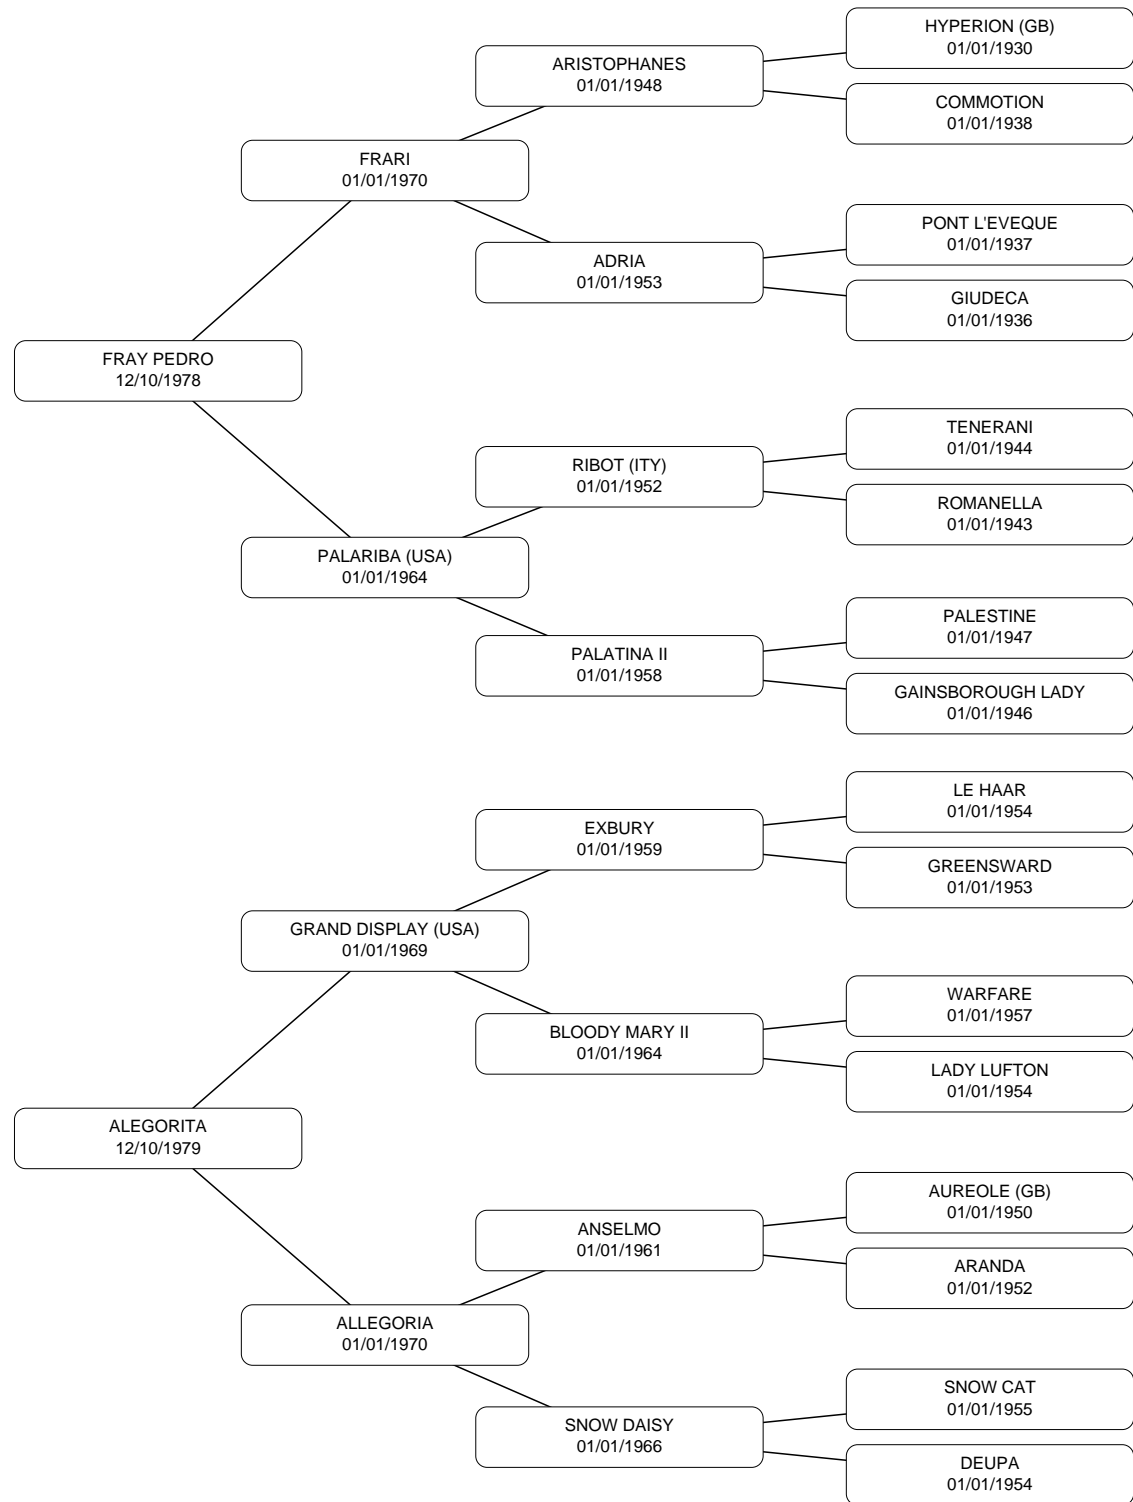 HYPERION (GB)
01/01/1930
ARISTOPHANES
01/01/1948
COMMOTION
01/01/1938
FRARI
01/01/1970
PONT L'EVEQUE
01/01/1937
ADRIA
01/01/1953
GIUDECA
01/01/1936
FRAY PEDRO
12/10/1978
TENERANI
01/01/1944
RIBOT (ITY)
01/01/1952
ROMANELLA
01/01/1943
PALARIBA (USA)
01/01/1964
PALESTINE
01/01/1947
PALATINA II
01/01/1958
GAINSBOROUGH LADY
01/01/1946
LE HAAR
01/01/1954
EXBURY
01/01/1959
GREENSWARD
01/01/1953
GRAND DISPLAY (USA)
01/01/1969
WARFARE
01/01/1957
BLOODY MARY II
01/01/1964
LADY LUFTON
01/01/1954
ALEGORITA
12/10/1979
AUREOLE (GB)
01/01/1950
ANSELMO
01/01/1961
ARANDA
01/01/1952
ALLEGORIA
01/01/1970
SNOW CAT
01/01/1955
SNOW DAISY
01/01/1966
DEUPA
01/01/1954